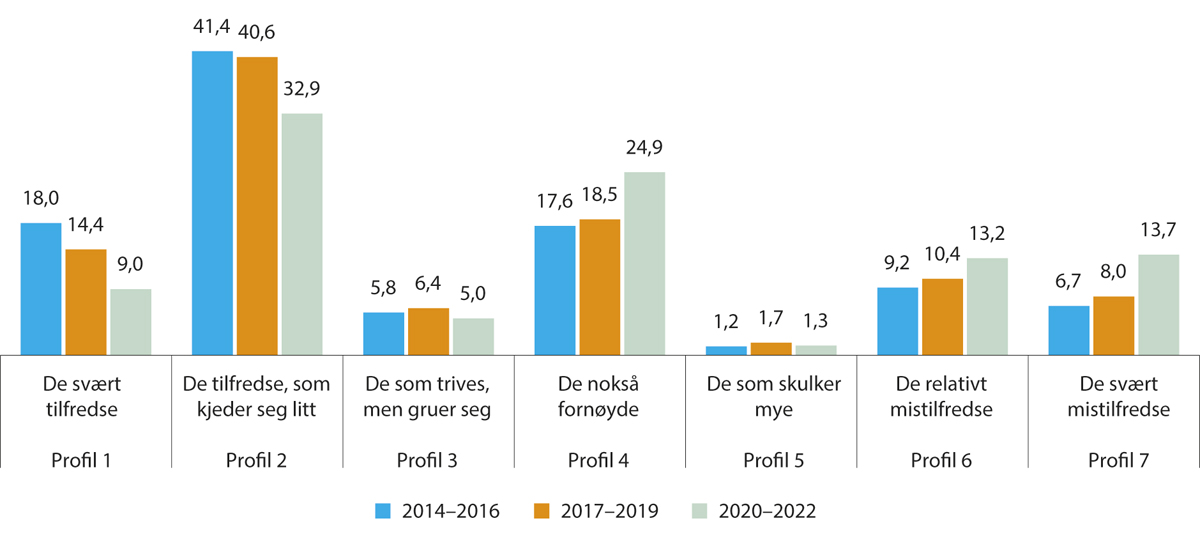 41,4
40,6
32,9
24,9
18,0
14,4
9,0
5,8
6,4
5,0
17,6
18,5
1,2
1,7
1,3
9,2
10,4
13,2
6,7
8,0
13,7
De svært
tilfredse
Profil 1
De tilfredse, som
kjeder seg litt
Profil 2
De som trives,
men gruer seg
Profil 3
De nokså
fornøyde
Profil 4
De som skulker
mye
Profil 5
De relativt
mistilfredse
Profil 6
De svært
mistilfredse
Profil 7
2014–2016
2017–2019
2020–2022